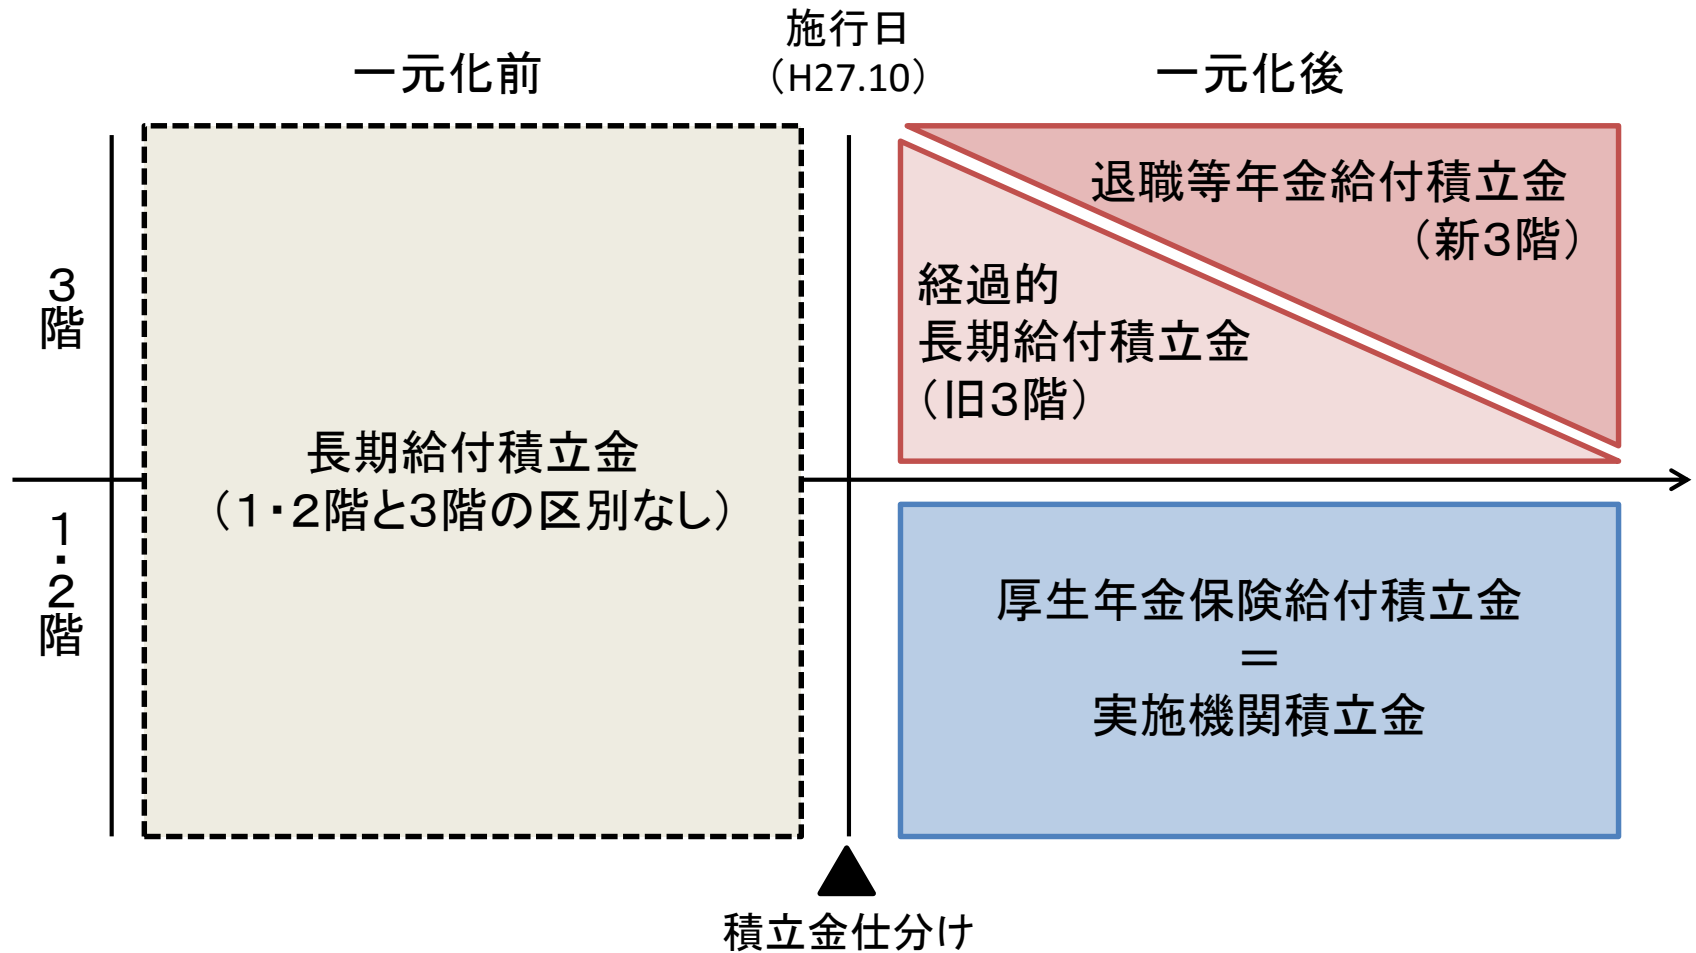 一元化前
施行日
（H27.10）
一元化後
3階
1・2階
長期給付積立金
（1・2階と3階の区別なし）
退職等年金給付積立金
（新3階）
経過的
長期給付積立金
（旧3階）
厚生年金保険給付積立金
＝
実施機関積立金
積立金仕分け